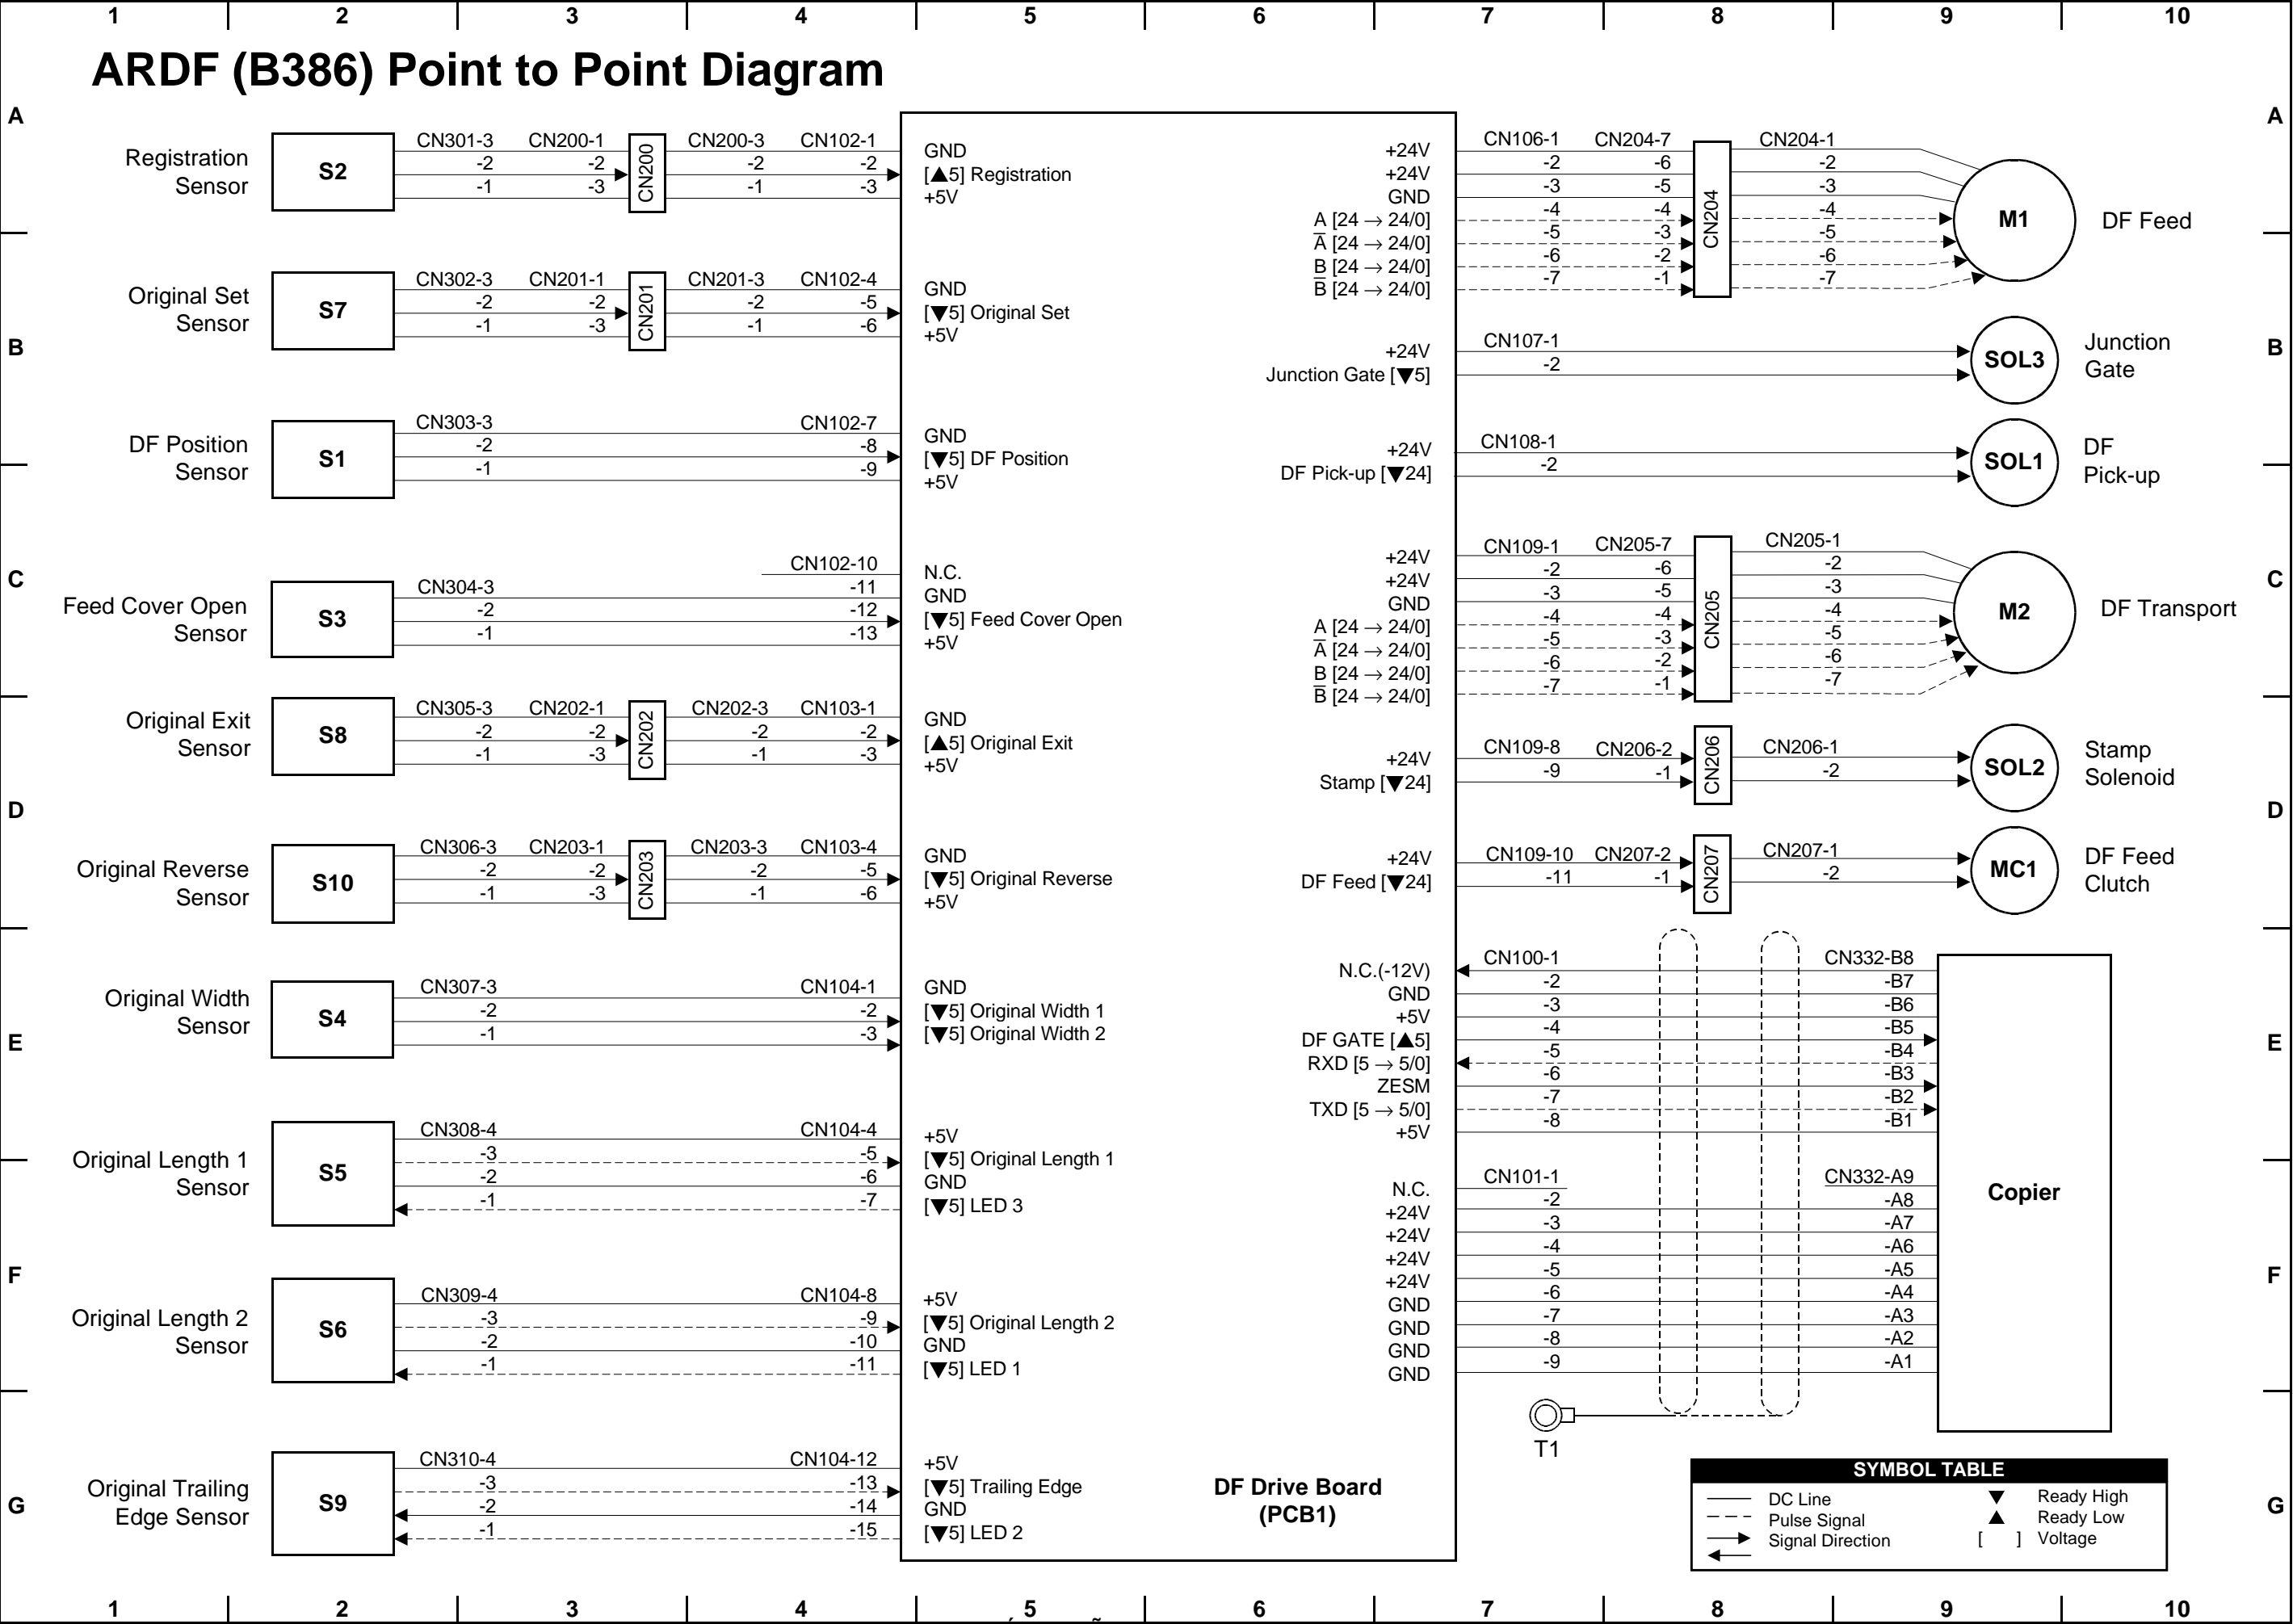 1 2 3 4 5 6 7 8 9 10
ARDF (B386) Point to Point Diagram
A
B
C
D
E
F
G
Registration
Sensor
S2
CN301-3 CN200-1 CN200-3 CN102-1
-2 -2 -2 -2
-1 -3 -1 -3
CN200
GND
[▲5] Registration
+5V
Original Set
Sensor
S7
CN302-3 CN201-1 CN201-3 CN102-4
-2 -2 -2 -5
-1 -3 -1 -6
CN201
GND
[▼5] Original Set
+5V
DF Position
Sensor
S1
CN303-3 CN102-7
-2 -8
-1 -9
GND
[▼5] DF Position
+5V
Feed Cover Open
Sensor
S3
CN102-10
CN304-3 -11
-2 -12
-1 -13
N.C.
GND
[▼5] Feed Cover Open
+5V
Original Exit
Sensor
S8
CN305-3 CN202-1 CN202-3 CN103-1
-2 -2 -2 -2
-1 -3 -1 -3
CN202
GND
[▲5] Original Exit
+5V
Original Reverse
Sensor
S10
CN306-3 CN203-1 CN203-3 CN103-4
-2 -2 -2 -5
-1 -3 -1 -6
CN203
GND
[▼5] Original Reverse
+5V
Original Width
Sensor
S4
CN307-3 CN104-1
-2 -2
-1 -3
GND
[▼5] Original Width 1
[▼5] Original Width 2
Original Length 1
Sensor
S5
CN308-4 CN104-4
-3 -5
-2 -6
-1 -7
+5V
[▼5] Original Length 1
GND
[▼5] LED 3
Original Length 2
Sensor
S6
CN309-4 CN104-8
-3 -9
-2 -10
-1 -11
+5V
[▼5] Original Length 2
GND
[▼5] LED 1
Original Trailing
Edge Sensor
S9
CN310-4 CN104-12
-3 -13
-2 -14
-1 -15
+5V
[▼5] Trailing Edge
GND
[▼5] LED 2
DF Drive Board
(PCB1)
+24V
+24V
GND
A [24 → 24/0]
A̅ [24 → 24/0]
B [24 → 24/0]
B̅ [24 → 24/0]
CN106-1 CN204-7 CN204-1
-2 -6 -2
-3 -5 -3
-4 -4 -4
-5 -3 -5
-6 -2 -6
-7 -1 -7
CN204
M1
DF Feed
+24V
Junction Gate [▼5]
CN107-1
-2
SOL3
Junction
Gate
+24V
DF Pick-up [▼24]
CN108-1
-2
SOL1
DF
Pick-up
+24V
+24V
GND
A [24 → 24/0]
A̅ [24 → 24/0]
B [24 → 24/0]
B̅ [24 → 24/0]
CN109-1 CN205-7 CN205-1
-2 -6 -2
-3 -5 -3
-4 -4 -4
-5 -3 -5
-6 -2 -6
-7 -1 -7
CN205
M2
DF Transport
+24V
Stamp [▼24]
CN109-8 CN206-2 CN206-1
-9 -1 -2
CN206
SOL2
Stamp
Solenoid
+24V
DF Feed [▼24]
CN109-10 CN207-2 CN207-1
-11 -1 -2
CN207
MC1
DF Feed
Clutch
N.C.(-12V)
GND
+5V
DF GATE [▲5]
RXD [5 → 5/0]
ZESM
TXD [5 → 5/0]
+5V
CN100-1 CN332-B8
-2 -B7
-3 -B6
-4 -B5
-5 -B4
-6 -B3
-7 -B2
-8 -B1
N.C.
+24V
+24V
+24V
+24V
GND
GND
GND
GND
CN101-1 CN332-A9
-2 -A8
-3 -A7
-4 -A6
-5 -A5
-6 -A4
-7 -A3
-8 -A2
-9 -A1
Copier
T1
SYMBOL TABLE
DC Line
Pulse Signal
Signal Direction
▼ Ready High
▲ Ready Low
[ ] Voltage
A
B
C
D
E
F
G
1 2 3 4 5 6 7 8 9 10